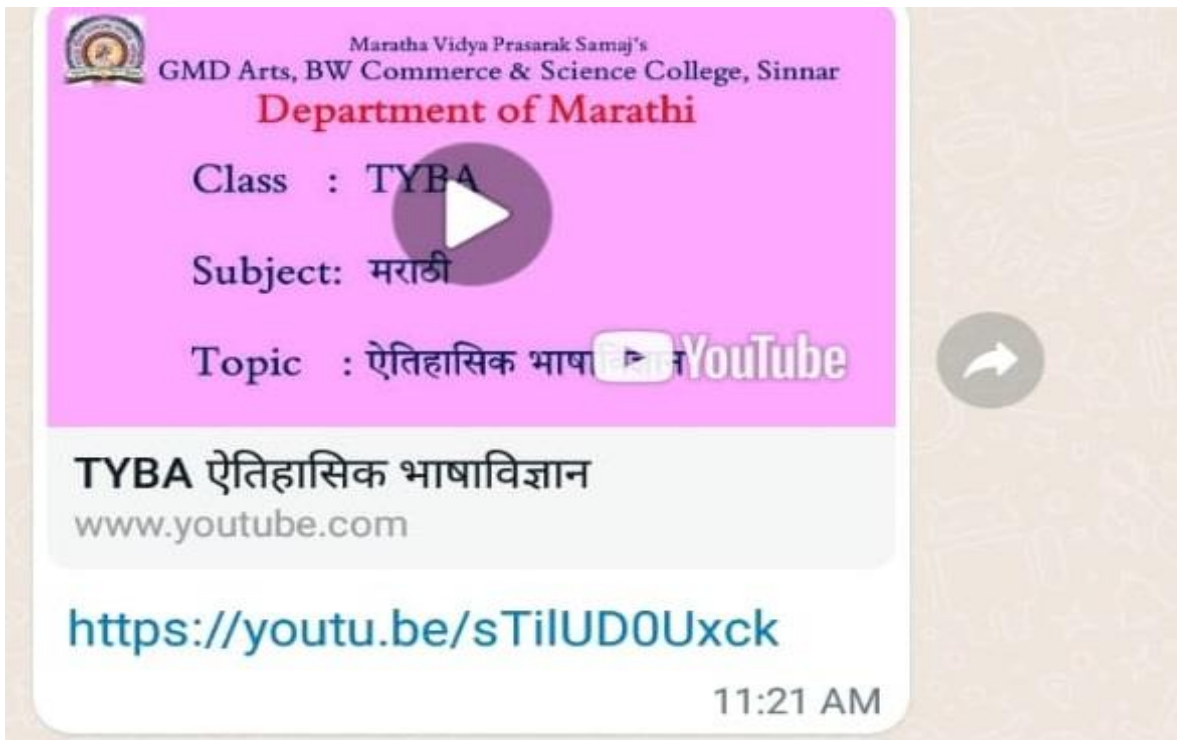 Maratha Vidya Prasarak Samaj's
GMD Arts, BW Commerce & Science College, Sinnar
Department of Marathi
Class : TYBA
Subject: मराठी
Topic : ऐतिहासिक भाषाविज्ञान
YouTube
TYBA ऐतिहासिक भाषाविज्ञान
www.youtube.com
https://youtu.be/sTilUD0Uxck
11:21 AM